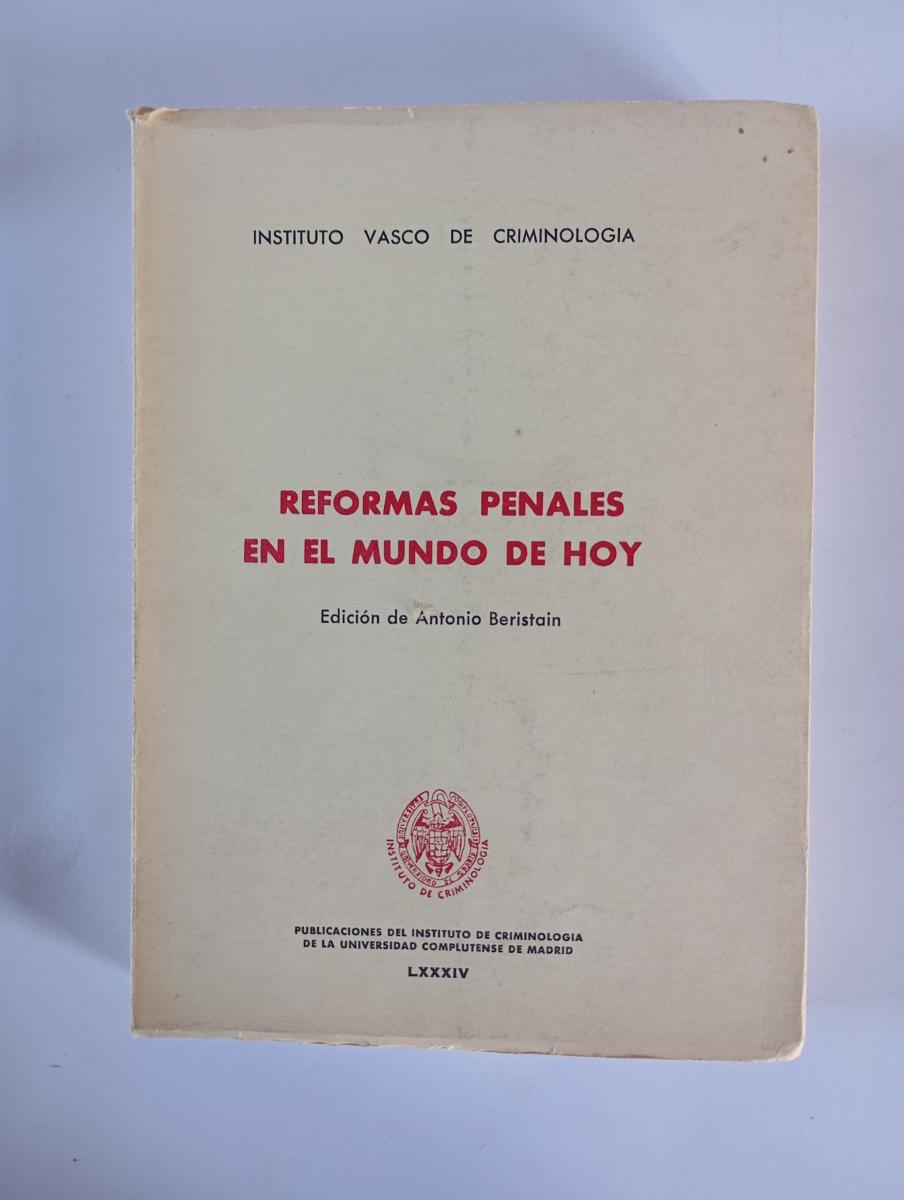 INSTITUTO VASCO DE CRIMINOLOGIA
REFORMAS PENALES
EN EL MUNDO DE HOY
Edición de Antonio Beristain
INSTITUTO DE CRIMINOLOGIA
PUBLICACIONES DEL INSTITUTO DE CRIMINOLOGIA
DE LA UNIVERSIDAD COMPLUTENSE DE MADRID
LXXXIV